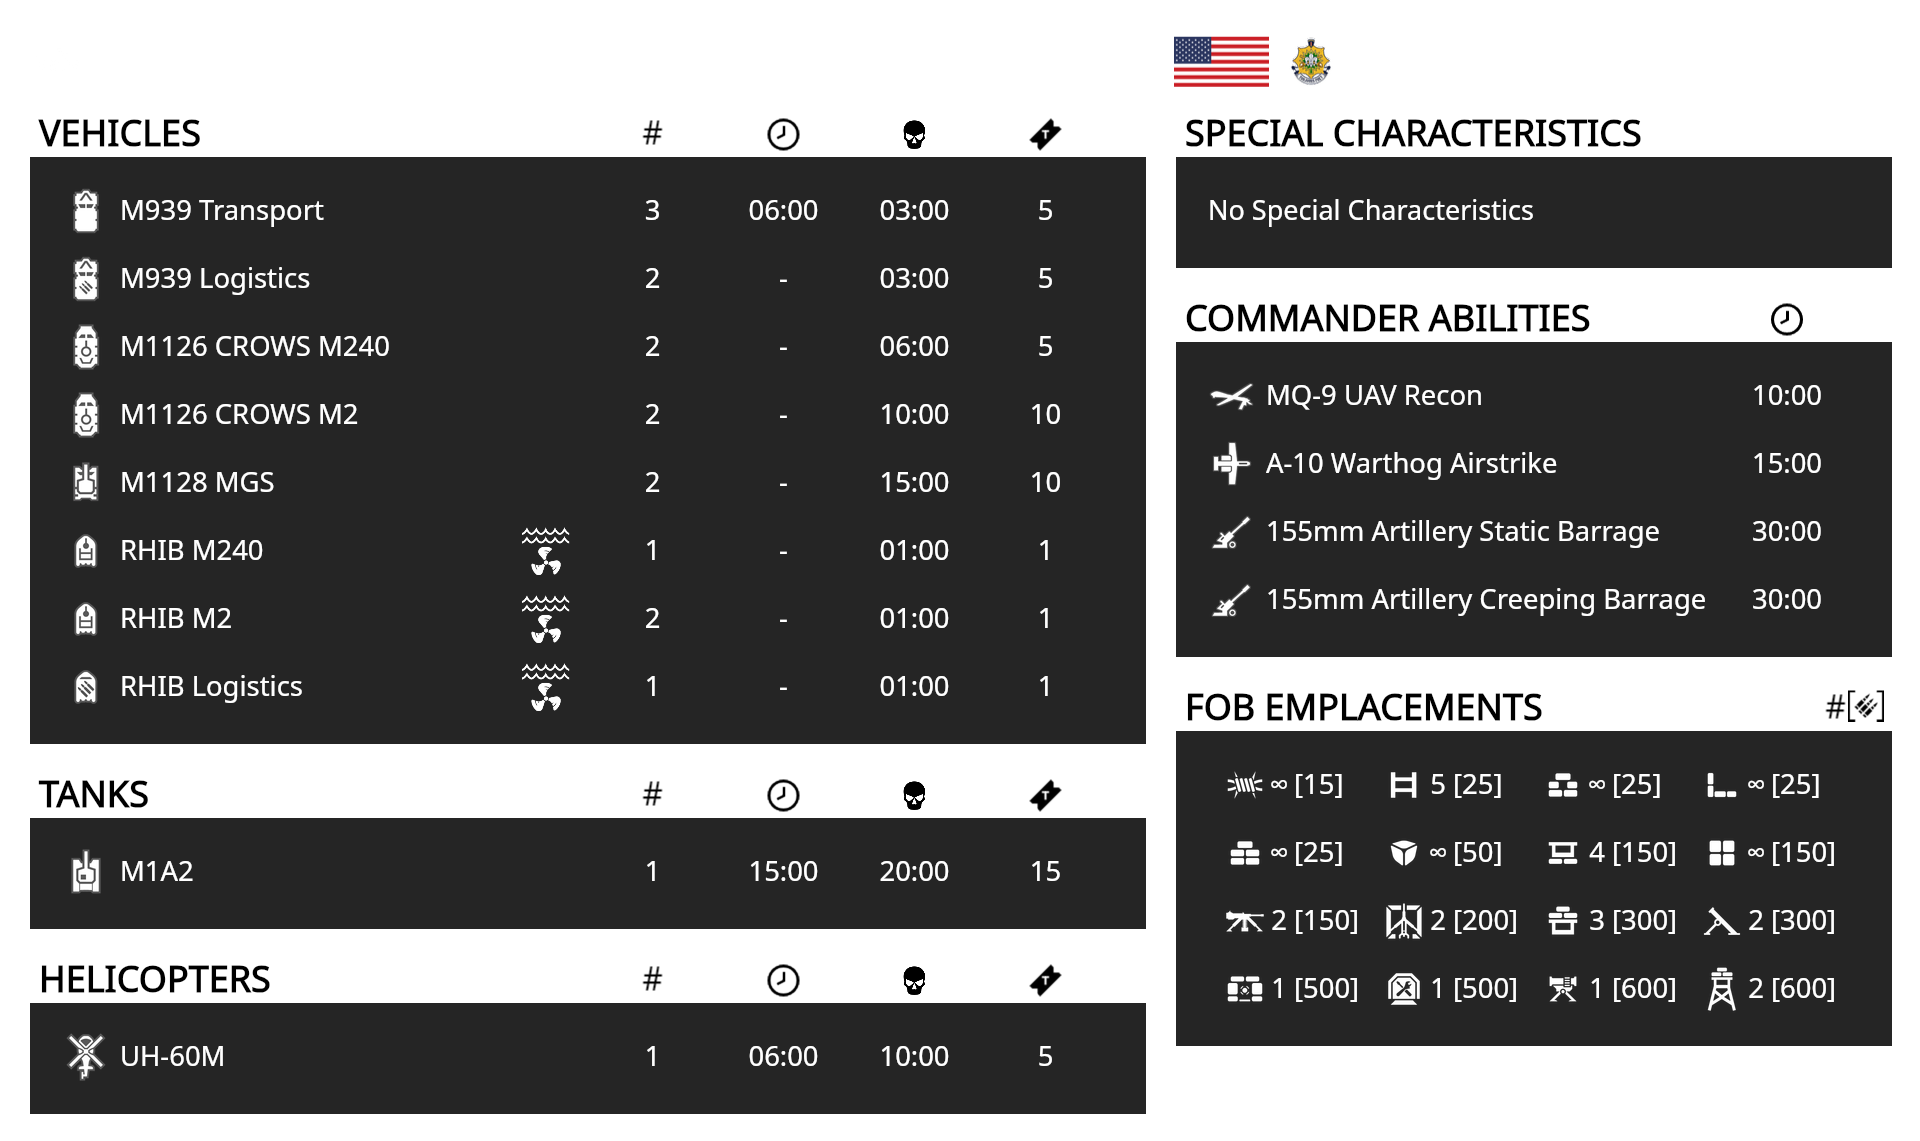 VEHICLES #
M939 Transport 3 06:00 03:00 5
M939 Logistics 2 - 03:00 5
M1126 CROWS M240 2 - 06:00 5
M1126 CROWS M2 2 - 10:00 10
M1128 MGS 2 - 15:00 10
RHIB M240 1 - 01:00 1
RHIB M2 2 - 01:00 1
RHIB Logistics 1 - 01:00 1
TANKS #
M1A2 1 15:00 20:00 15
HELICOPTERS #
UH-60M 1 06:00 10:00 5
SPECIAL CHARACTERISTICS
No Special Characteristics
COMMANDER ABILITIES
MQ-9 UAV Recon 10:00
A-10 Warthog Airstrike 15:00
155mm Artillery Static Barrage 30:00
155mm Artillery Creeping Barrage 30:00
FOB EMPLACEMENTS #[]
∞ [15] 5 [25] ∞ [25] ∞ [25]
∞ [25] ∞ [50] 4 [150] ∞ [150]
2 [150] 2 [200] 3 [300] 2 [300]
1 [500] 1 [500] 1 [600] 2 [600]